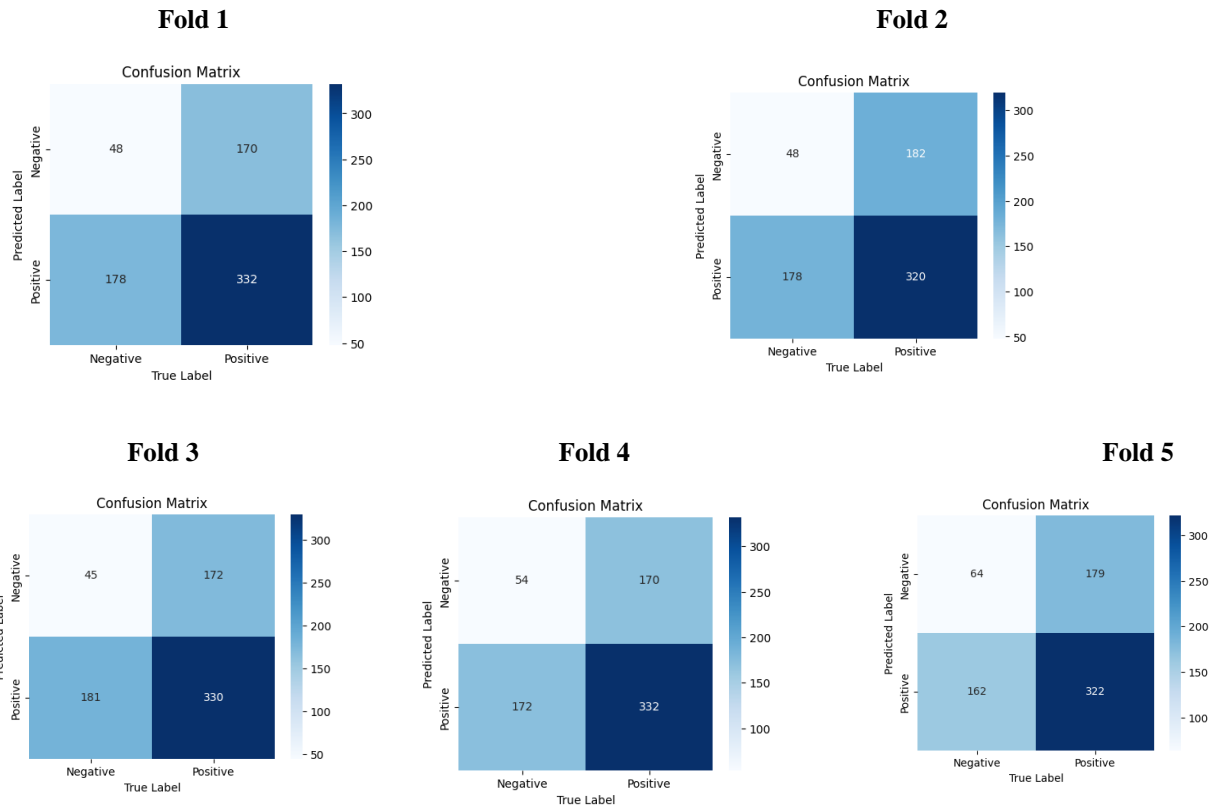 Fold 1
Confusion Matrix
Predicted Label
Negative
Positive
48
170
178
332
300
250
200
150
100
50
Negative
Positive
True Label
Fold 2
Confusion Matrix
Predicted Label
Negative
Positive
48
182
178
320
300
250
200
150
100
50
Negative
Positive
True Label
Fold 3
Confusion Matrix
Predicted Label
Negative
Positive
45
172
181
330
300
250
200
150
100
50
Negative
Positive
True Label
Fold 4
Confusion Matrix
Predicted Label
Negative
Positive
54
170
172
332
300
250
200
150
100
Negative
Positive
True Label
Fold 5
Confusion Matrix
Predicted Label
Negative
Positive
64
179
162
322
300
250
200
150
100
Negative
Positive
True Label